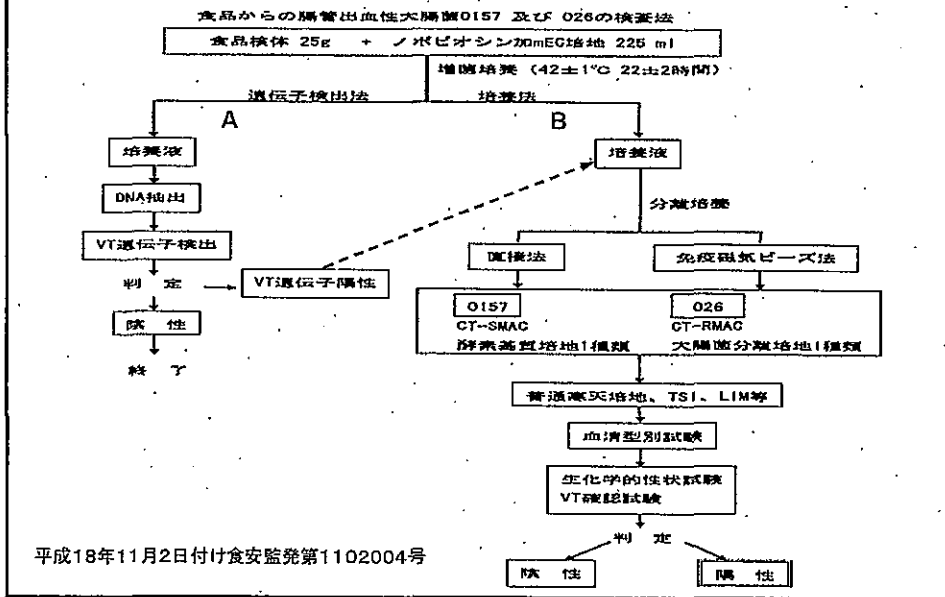 食品からの腸管出血性大腸菌O157 及び O26の検査法
食品検体 25g + ノボビオシン加mEC培地 225 ml
増菌培養 (42±1℃ 22±2時間)
遺伝子検出法 培養法
A B
培養液
培養液
DNA抽出
分離培養
VT遺伝子検出
直接法 免疫磁気ビーズ法
判 定
VT遺伝子陽性
O157 O26
CT-SMAC CT-RMAC
酵素基質培地1種類 大腸菌分離培地1種類
陰 性
終 了
普通寒天培地、TSI、LIM等
血清型別試験
生化学的性状試験
VT確認試験
判 定
陰 性 陽 性
平成18年11月2日付け食安監発第1102004号